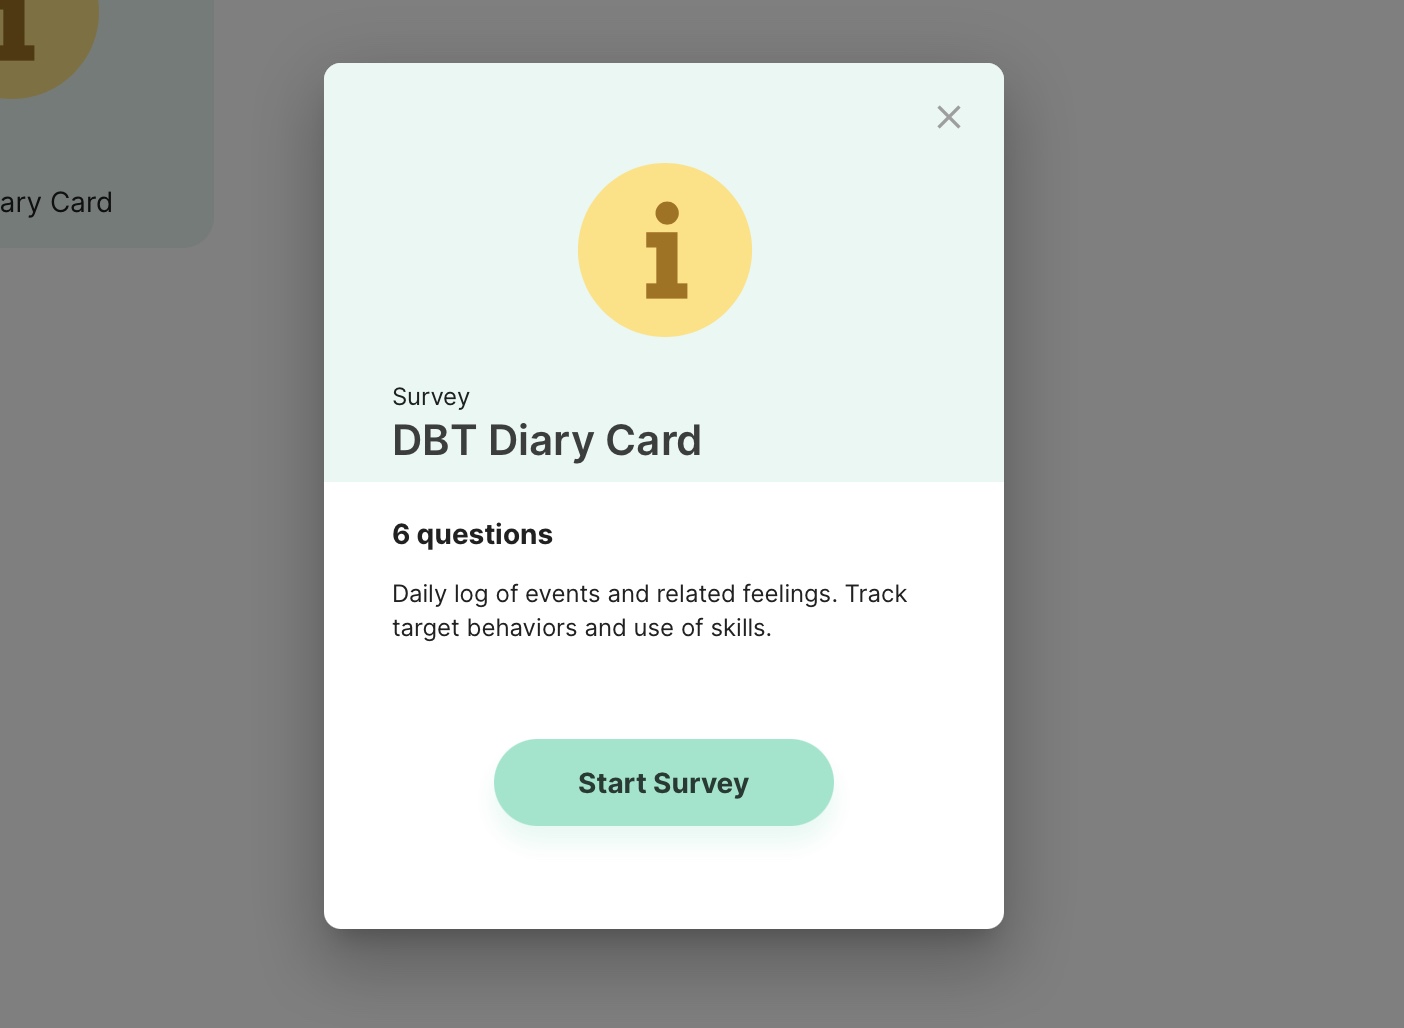 ary Card
Survey
DBT Diary Card
6 questions
Daily log of events and related feelings. Track
target behaviors and use of skills.
Start Survey